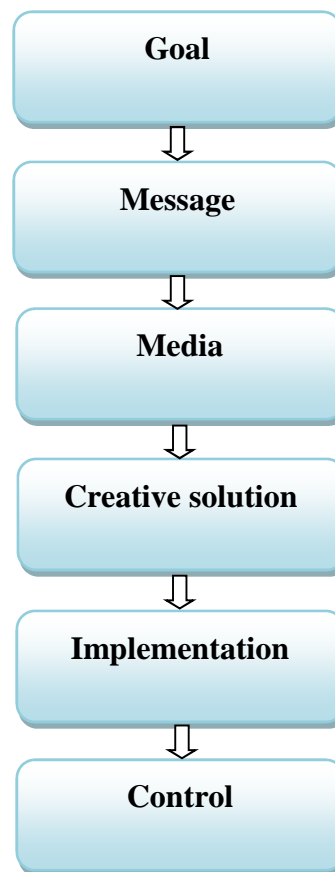 Goal
Message
Media
Creative solution
Implementation
Control